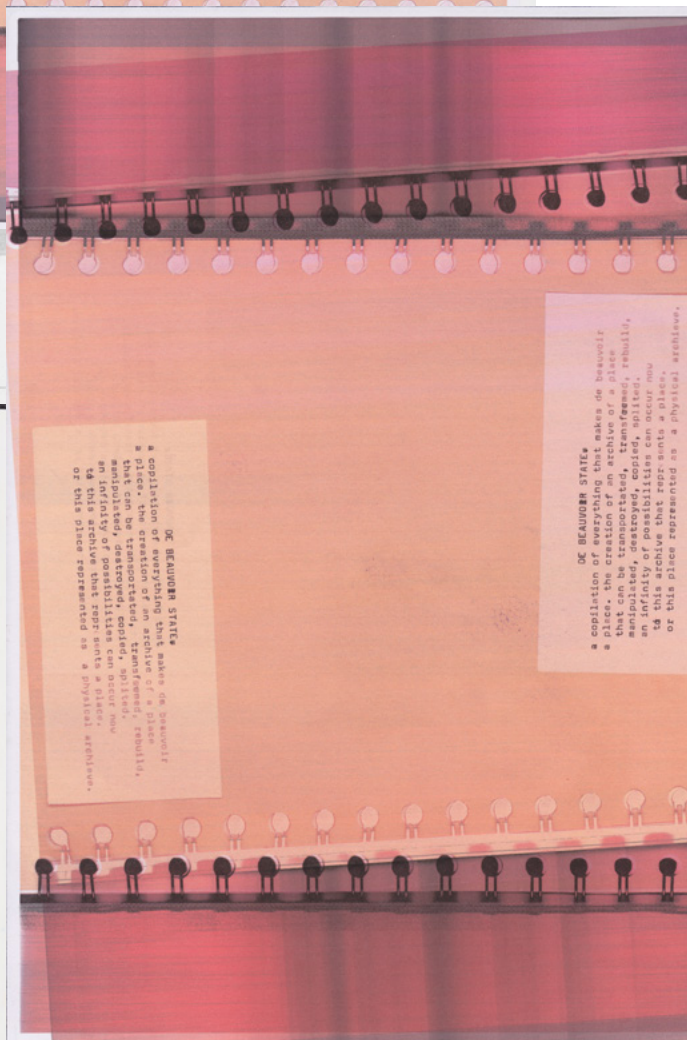 DE BEAUVOIR STATE.
a copilation of everything that makes de beauvoir
a place. the creation of an archive of a place
that can be transportated, transformed, rebuild,
manipulated, destroyed, copied, splited.
an infinity of possibilities can occur now
to this archive that repr sents a place.
or this place represented as a physical archieve.
DE BEAUVOIR STATE.
a copilation of everything that makes de beauvoir
a place. the creation of an archive of a place
that can be transportated, transformed, rebuild,
manipulated, destroyed, copied, splited.
an infinity of possibilities can occur now
to this archive that repr sents a place.
or this place represented as a physical archieve.